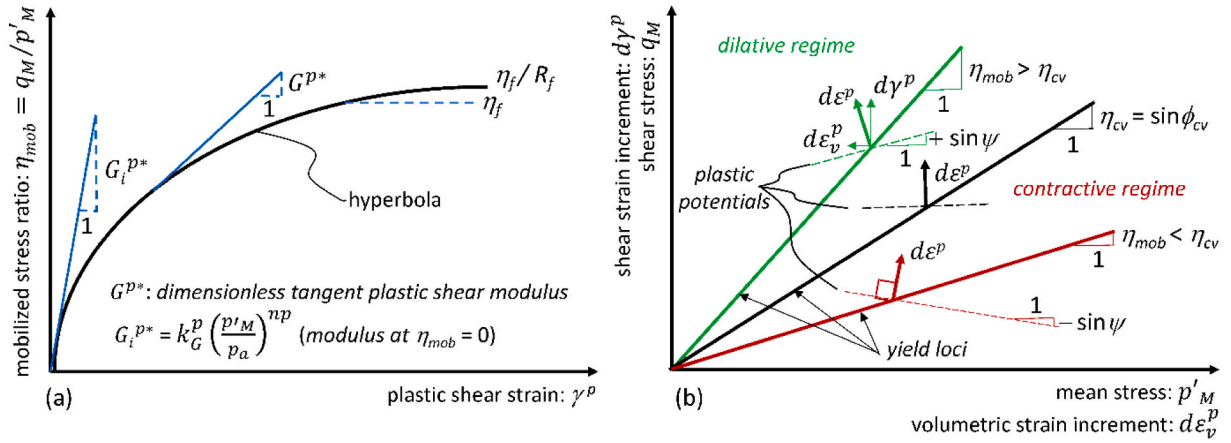 mobilized stress ratio: η_mob = q_M/p'_M
G^p*
1
η_f/R_f
η_f
G_i^p*
1
hyperbola
G^p*: dimensionless tangent plastic shear modulus
G_i^p* = k_G^p (p'_M/p_a)^np (modulus at η_mob = 0)
(a)
plastic shear strain: γ^p
shear strain increment: dγ^p
shear stress: q_M
dilative regime
η_mob > η_cv
1
dε^p
dγ^p
dε_v^p
+ sin ψ
1
η_cv = sin ϕ_cv
1
plastic
potentials
dε^p
contractive regime
η_mob < η_cv
1
dε^p
1
− sin ψ
yield loci
(b)
mean stress: p'_M
volumetric strain increment: dε_v^p